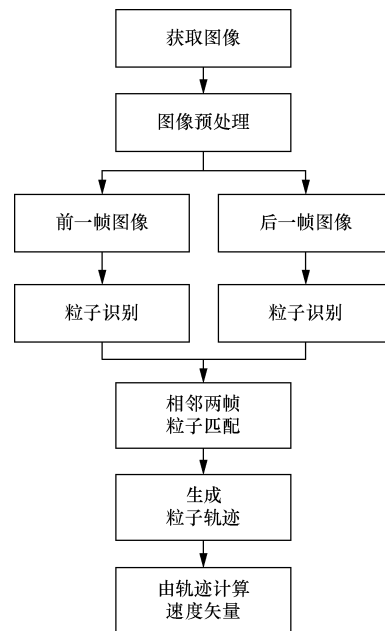 获取图像
图像预处理
前一帧图像
后一帧图像
粒子识别
粒子识别
相邻两帧
粒子匹配
生成
粒子轨迹
由轨迹计算
速度矢量